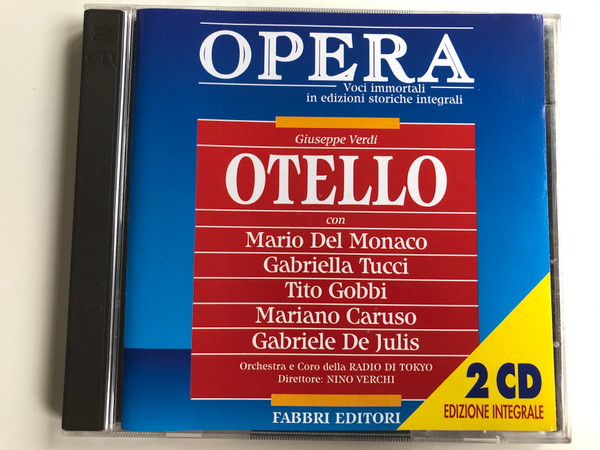 OPERA
Voci immortali
in edizioni storiche integrali
Giuseppe Verdi
OTELLO
con
Mario Del Monaco
Gabriella Tucci
Tito Gobbi
Mariano Caruso
Gabriele De Julis
Orchestra e Coro della RADIO DI TOKYO
Direttore: NINO VERCHI
FABBRI EDITORI
2 CD
EDIZIONE INTEGRALE